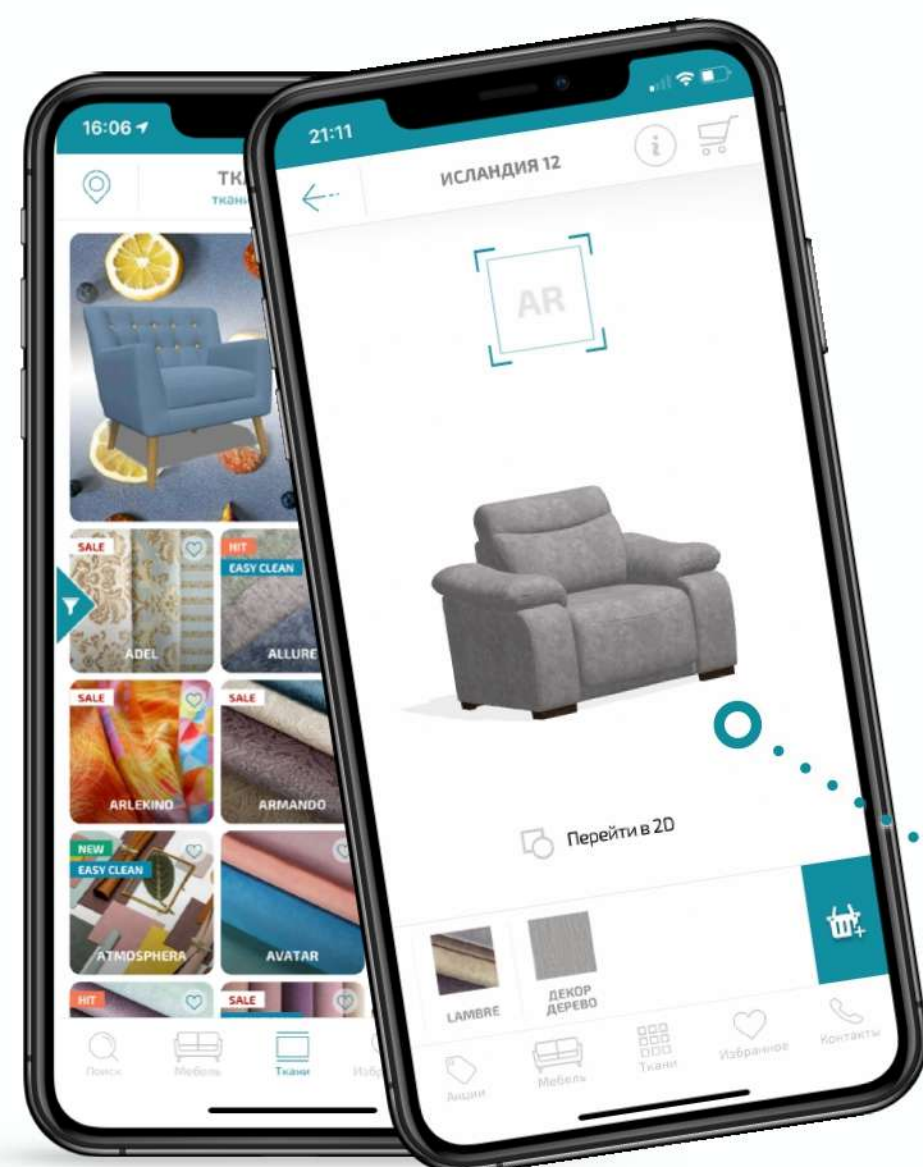 16:06
ткани
SALE
ADEL
HIT
EASY CLEAN
ALLURE
SALE
ARLEKINO
SALE
ARMANDO
NEW
EASY CLEAN
ATMOSPHERA
AVATAR
HIT
SALE
Поиск
Мебель
Ткани
21:11
ИСЛАНДИЯ 12
AR
Перейти в 2D
LAMBRE
ДЕКОР
ДЕРЕВО
Акции
Мебель
Ткани
Избранное
Контакты